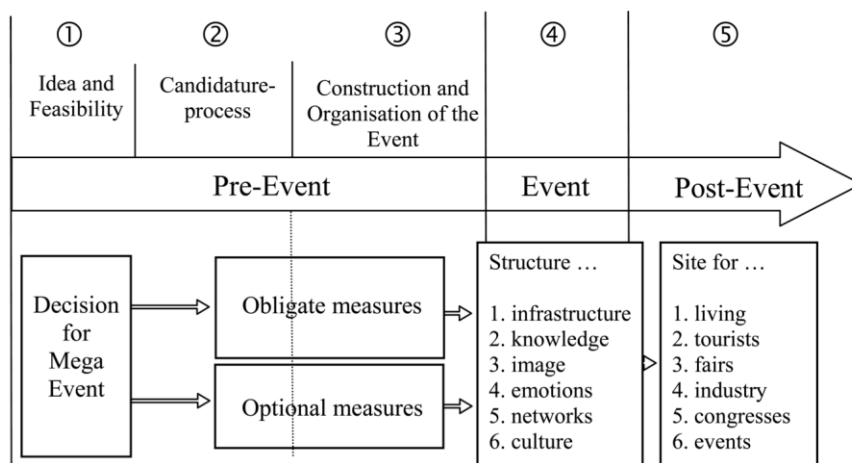 ① ② ③ ④ ⑤
Idea and
Feasibility
Candidature-
process
Construction and
Organisation of the
Event
Pre-Event
Event
Post-Event
Decision
for
Mega
Event
Obligate measures
Optional measures
Structure ...
1. infrastructure
2. knowledge
3. image
4. emotions
5. networks
6. culture
Site for ...
1. living
2. tourists
3. fairs
4. industry
5. congresses
6. events